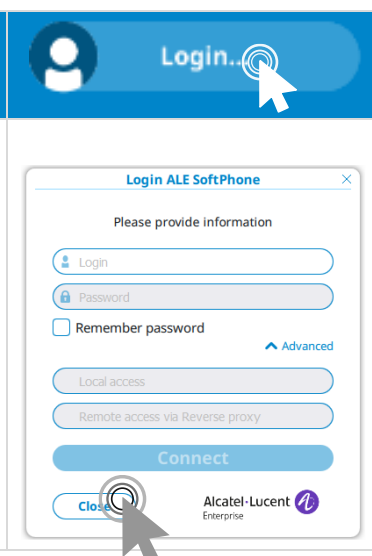 Login...
Login ALE SoftPhone
Please provide information
Login
Password
Remember password
Advanced
Local access
Remote access via Reverse proxy
Connect
Close
Alcatel·Lucent
Enterprise